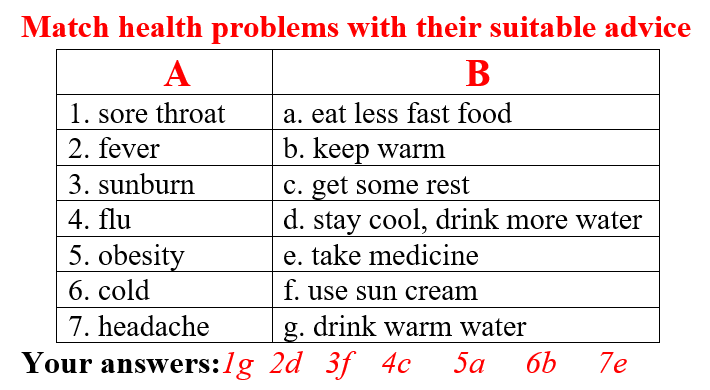 Match health problems with their suitable advice
A B
1. sore throat a. eat less fast food
2. fever b. keep warm
3. sunburn c. get some rest
4. flu d. stay cool, drink more water
5. obesity e. take medicine
6. cold f. use sun cream
7. headache g. drink warm water
Your answers: 1g 2d 3f 4c 5a 6b 7e